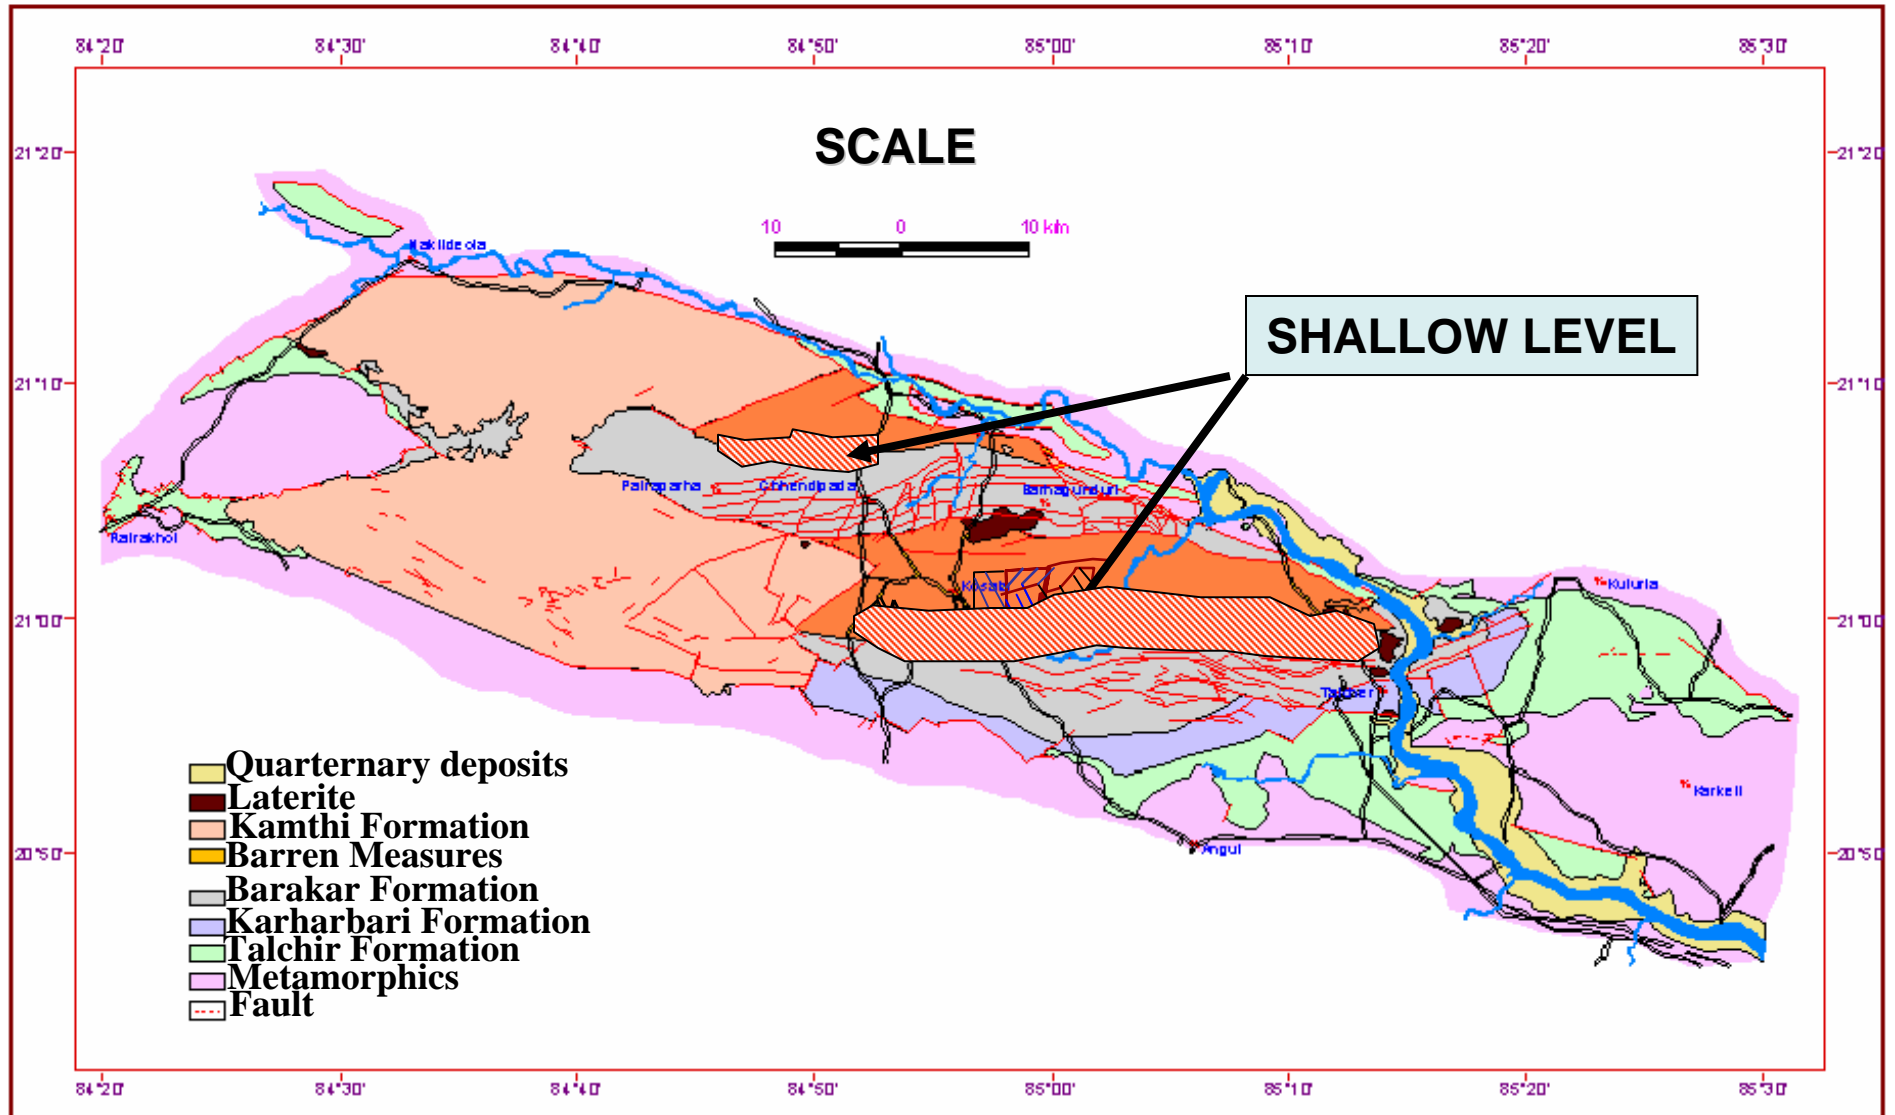 84°20' 84°30' 84°40' 84°50' 85°00' 85°10' 85°20' 85°30'
21°20' 21°20'
SCALE
10 0 10 km
Nakildeola
SHALLOW LEVEL
21°10' 21°10'
Pairaparha Chhendipada Bamagunduri
Rairakhol
Kosala
Kuluria
21°00' 21°00'
Talcher
Karkeli
Angul
20°50' 20°50'
Quarternary deposits
Laterite
Kamthi Formation
Barren Measures
Barakar Formation
Karharbari Formation
Talchir Formation
Metamorphics
Fault
84°20' 84°30' 84°40' 84°50' 85°00' 85°10' 85°20' 85°30'